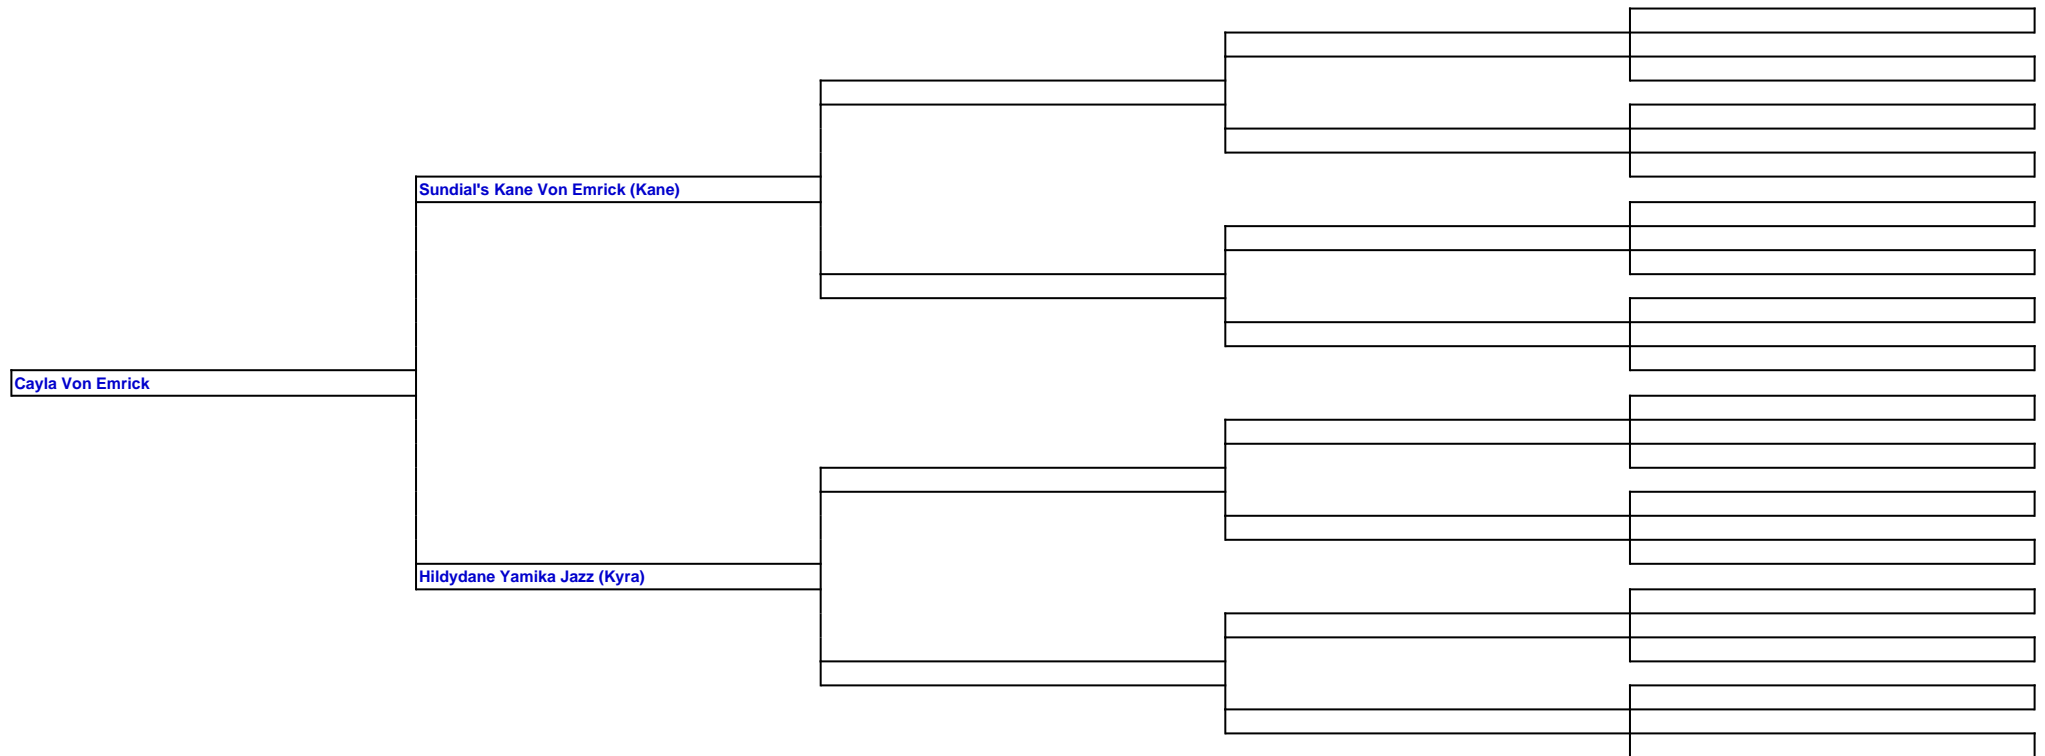 Sundial's Kane Von Emrick (Kane)
Cayla Von Emrick
Hildydane Yamika Jazz (Kyra)